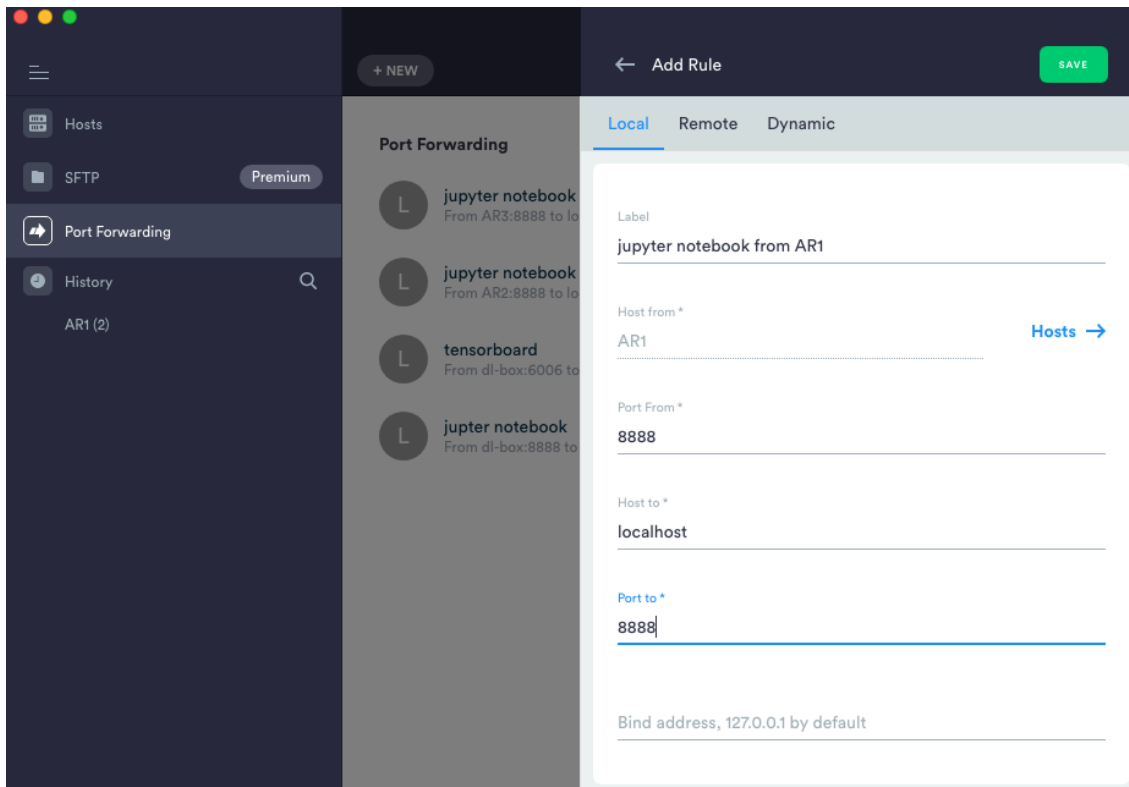 Hosts
SFTP
Premium
Port Forwarding
History
AR1 (2)
+ NEW
Port Forwarding
L
jupyter notebook
From AR3:8888 to lo
L
jupyter notebook
From AR2:8888 to lo
L
tensorboard
From dl-box:6006 to
L
jupter notebook
From dl-box:8888 to
← Add Rule
SAVE
Local Remote Dynamic
Label
jupyter notebook from AR1
Host from *
AR1
Hosts →
Port From *
8888
Host to *
localhost
Port to *
8888
Bind address, 127.0.0.1 by default